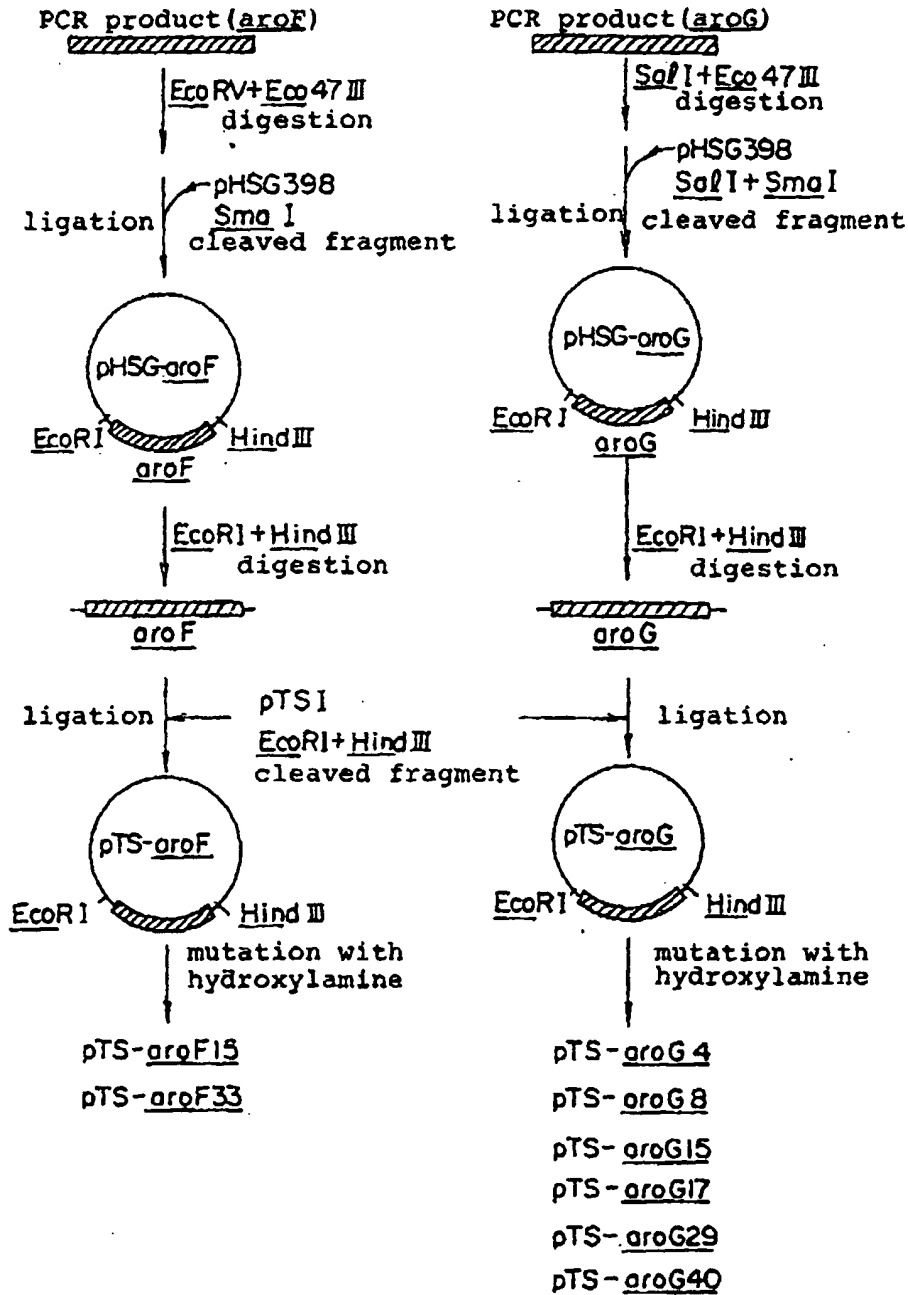 PCR product (aroF)
EcoRV+Eco47III
digestion
pHSG398
SmaI
cleaved fragment
ligation
pHSG-aroF
EcoRI
HindIII
aroF
EcoRI+HindIII
digestion
aroF
ligation
pTSI
EcoRI+HindIII
cleaved fragment
pTS-aroF
EcoRI
HindIII
mutation with
hydroxylamine
pTS-aroF15
pTS-aroF33
PCR product (aroG)
SalI+Eco47III
digestion
pHSG398
SalI+SmaI
cleaved fragment
ligation
pHSG-aroG
EcoRI
HindIII
aroG
EcoRI+HindIII
digestion
aroG
ligation
pTS-aroG
EcoRI
HindIII
mutation with
hydroxylamine
pTS-aroG4
pTS-aroG8
pTS-aroG15
pTS-aroG17
pTS-aroG29
pTS-aroG40